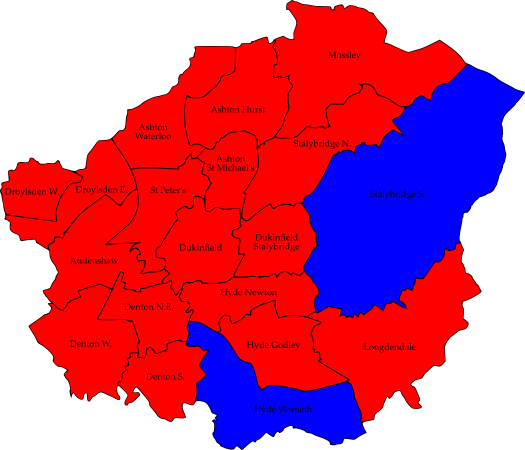 Mossley
Ashton Hurst
Ashton
Waterloo
Stalybridge N.
Ashton
St Michael's
Droylsden W.
Droylsden E.
St Peter's
Stalybridge S.
Dukinfield
Dukinfield
Stalybridge
Audenshaw
Hyde Newton
Denton N.E.
Denton W.
Hyde Godley
Longdendale
Denton S.
Hyde Werneth